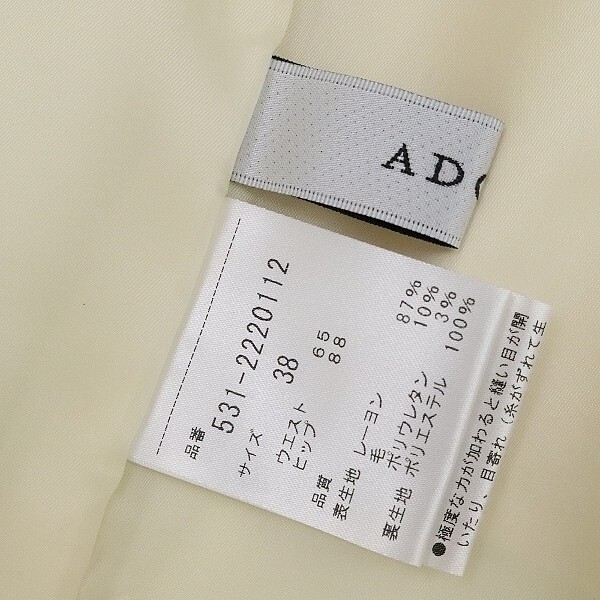 AD
品番
531-2220112
サイズ 38
ウエスト 65
ヒップ 88
品質
表生地 レーヨン 87%
毛 10%
ポリウレタン 3%
裏生地 ポリエステル 100%
●極度な力が加わると縫い目が開
いたり、目寄れ（糸がずれて生